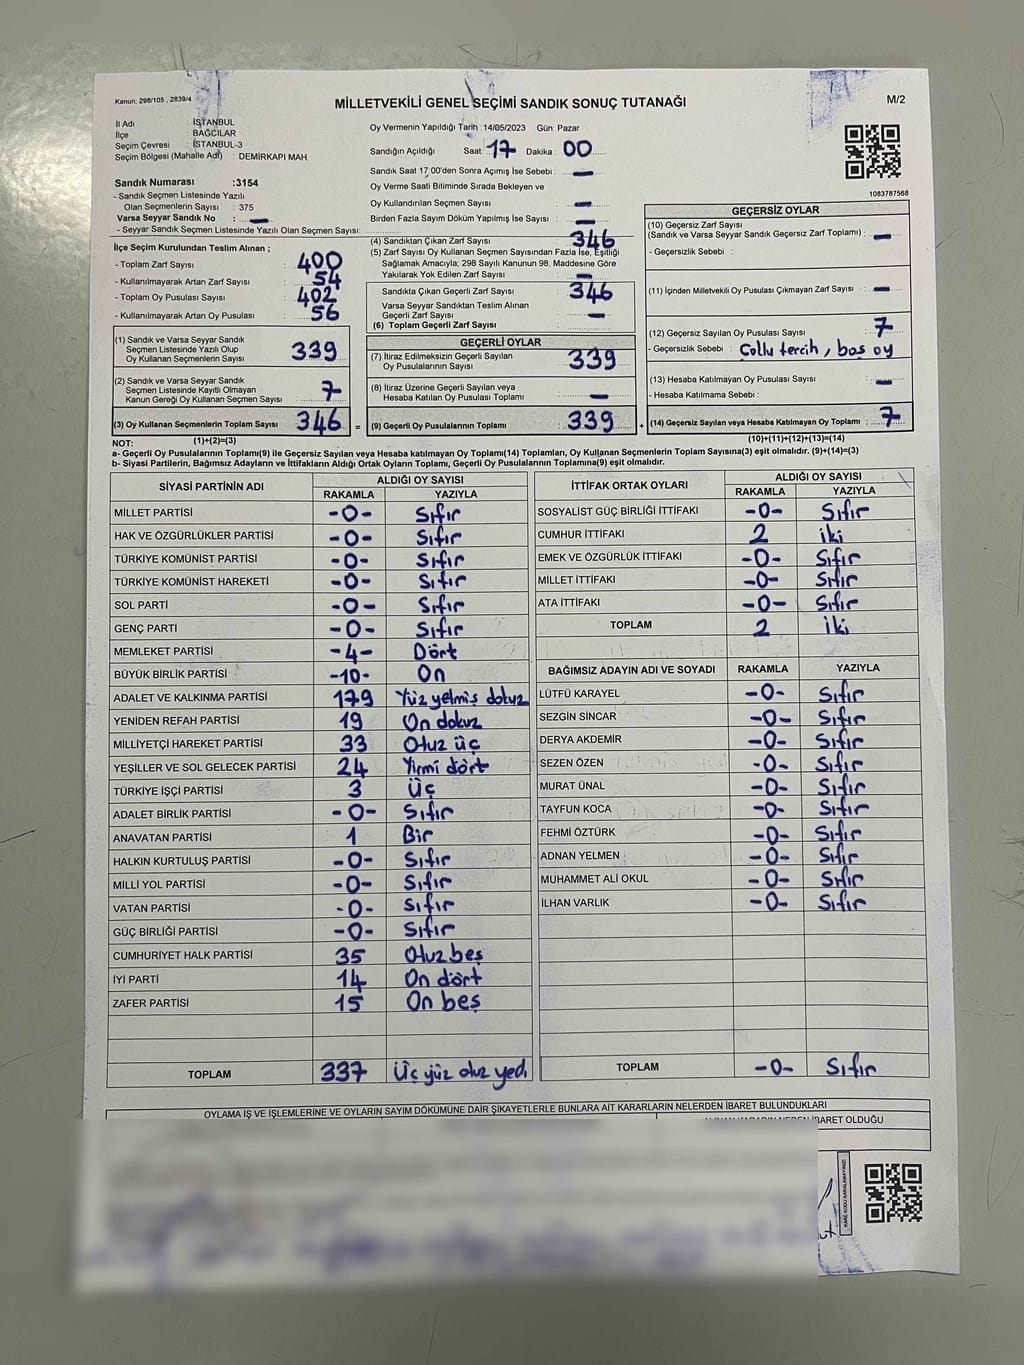 Kanun: 298/105 , 2839/4
MİLLETVEKİLİ GENEL SEÇİMİ SANDIK SONUÇ TUTANAĞI
M/2
İl Adı : İSTANBUL
İlçe : BAĞCILAR
Seçim Çevresi : İSTANBUL-3
Seçim Bölgesi (Mahalle Adı) : DEMİRKAPI MAH.
Sandık Numarası :3154
- Sandık Seçmen Listesinde Yazılı
Olan Seçmenlerin Sayısı : 375
Varsa Seyyar Sandık No : —
- Seyyar Sandık Seçmen Listesinde Yazılı Olan Seçmen Sayısı:
Oy Vermenin Yapıldığı Tarih :14/05/2023 Gün: Pazar
Sandığın Açıldığı Saat : 17 Dakika : 00
Sandık Saat 17:00'den Sonra Açımış İse Sebebi : —
Oy Verme Saati Bitiminde Sırada Bekleyen ve
Oy Kullandırılan Seçmen Sayısı : —
Birden Fazla Sayım Döküm Yapılmış İse Sayısı : —
1083787568
İlçe Seçim Kurulundan Teslim Alınan ;
- Toplam Zarf Sayısı : 400
- Kullanılmayarak Artan Zarf Sayısı : 54
- Toplam Oy Pusulası Sayısı : 402
- Kullanılmayarak Artan Oy Pusulası : 56
(1) Sandık ve Varsa Seyyar Sandık
Seçmen Listesinde Yazılı Olup
Oy Kullanan Seçmenlerin Sayısı 339
(2) Sandık ve Varsa Seyyar Sandık
Seçmen Listesinde Kayıtlı Olmayan
Kanun Gereği Oy Kullanan Seçmen Sayısı 7
(3) Oy Kullanan Seçmenlerin Toplam Sayısı 346 =
(1)+(2)=(3)
(4) Sandıktan Çıkan Zarf Sayısı : 346
(5) Zarf Sayısı Oy Kullanan Seçmen Sayısından Fazla İse, Eşitliği
Sağlamak Amacıyla; 298 Sayılı Kanunun 98. Maddesine Göre
Yakılarak Yok Edilen Zarf Sayısı : —
Sandıkta Çıkan Geçerli Zarf Sayısı : 346
Varsa Seyyar Sandıktan Teslim Alınan
Geçerli Zarf Sayısı : —
(6) Toplam Geçerli Zarf Sayısı :
GEÇERLİ OYLAR
(7) İtiraz Edilmeksizin Geçerli Sayılan
Oy Pusulalarının Sayısı : 339
(8) İtiraz Üzerine Geçerli Sayılan veya
Hesaba Katılan Oy Pusulası Toplamı : —
(9) Geçerli Oy Pusulalarının Toplamı : 339 +
GEÇERSİZ OYLAR
(10) Geçersiz Zarf Sayısı
(Sandık ve Varsa Seyyar Sandık Geçersiz Zarf Toplamı) : —
- Geçersizlik Sebebi :
(11) İçinden Milletvekili Oy Pusulası Çıkmayan Zarf Sayısı : —
(12) Geçersiz Sayılan Oy Pusulası Sayısı : 7
- Geçersizlik Sebebi : Çollu tercih, boş oy
(13) Hesaba Katılmayan Oy Pusulası Sayısı : —
- Hesaba Katılmama Sebebi :
(14) Geçersiz Sayılan veya Hesaba Katılmayan Oy Toplamı : 7
(10)+(11)+(12)+(13)=(14)
NOT:
a- Geçerli Oy Pusulalarının Toplamı(9) ile Geçersiz Sayılan veya Hesaba katılmayan Oy Toplamı(14) Toplamları, Oy Kullanan Seçmenlerin Toplam Sayısına(3) eşit olmalıdır. (9)+(14)=(3)
b- Siyasi Partilerin, Bağımsız Adayların ve İttifakların Aldığı Ortak Oyların Toplamı, Geçerli Oy Pusulalarının Toplamına(9) eşit olmalıdır.
SİYASİ PARTİNİN ADI ALDIĞI OY SAYISI
RAKAMLA YAZIYLA
MİLLET PARTİSİ -0- Sıfır
HAK VE ÖZGÜRLÜKLER PARTİSİ -0- Sıfır
TÜRKİYE KOMÜNİST PARTİSİ -0- Sıfır
TÜRKİYE KOMÜNİST HAREKETİ -0- Sıfır
SOL PARTİ -0- Sıfır
GENÇ PARTİ -0- Sıfır
MEMLEKET PARTİSİ -4- Dört
BÜYÜK BİRLİK PARTİSİ -10- On
ADALET VE KALKINMA PARTİSİ 179 Yüz yetmiş dokuz
YENİDEN REFAH PARTİSİ 19 On dokuz
MİLLİYETÇİ HAREKET PARTİSİ 33 Otuz üç
YEŞİLLER VE SOL GELECEK PARTİSİ 24 Yirmi dört
TÜRKİYE İŞÇİ PARTİSİ 3 Üç
ADALET BİRLİK PARTİSİ -0- Sıfır
ANAVATAN PARTİSİ 1 Bir
HALKIN KURTULUŞ PARTİSİ -0- Sıfır
MİLLİ YOL PARTİSİ -0- Sıfır
VATAN PARTİSİ -0- Sıfır
GÜÇ BİRLİĞİ PARTİSİ -0- Sıfır
CUMHURİYET HALK PARTİSİ 35 Otuz beş
İYİ PARTİ 14 On dört
ZAFER PARTİSİ 15 On beş
TOPLAM 337 Üç yüz otuz yedi
İTTİFAK ORTAK OYLARI ALDIĞI OY SAYISI
RAKAMLA YAZIYLA
SOSYALİST GÜÇ BİRLİĞİ İTTİFAKI -0- Sıfır
CUMHUR İTTİFAKI 2 iki
EMEK VE ÖZGÜRLÜK İTTİFAKI -0- Sıfır
MİLLET İTTİFAKI -0- Sıfır
ATA İTTİFAKI -0- Sıfır
TOPLAM 2 iki
BAĞIMSIZ ADAYIN ADI VE SOYADI RAKAMLA YAZIYLA
LÜTFÜ KARAYEL -0- Sıfır
SEZGİN SİNCAR -0- Sıfır
DERYA AKDEMİR -0- Sıfır
SEZEN ÖZEN -0- Sıfır
MURAT ÜNAL -0- Sıfır
TAYFUN KOCA -0- Sıfır
FEHMİ ÖZTÜRK -0- Sıfır
ADNAN YELMEN -0- Sıfır
MUHAMMET ALİ OKUL -0- Sıfır
İLHAN VARLIK -0- Sıfır
TOPLAM -0- Sıfır
OYLAMA İŞ VE İŞLEMLERİNE VE OYLARIN SAYIM DÖKÜMÜNE DAİR ŞİKAYETLERLE BUNLARA AİT KARARLARIN NELERDEN İBARET BULUNDUKLARI
İBARET OLDUĞU
KARE KODU KARALAMAYINIZ!